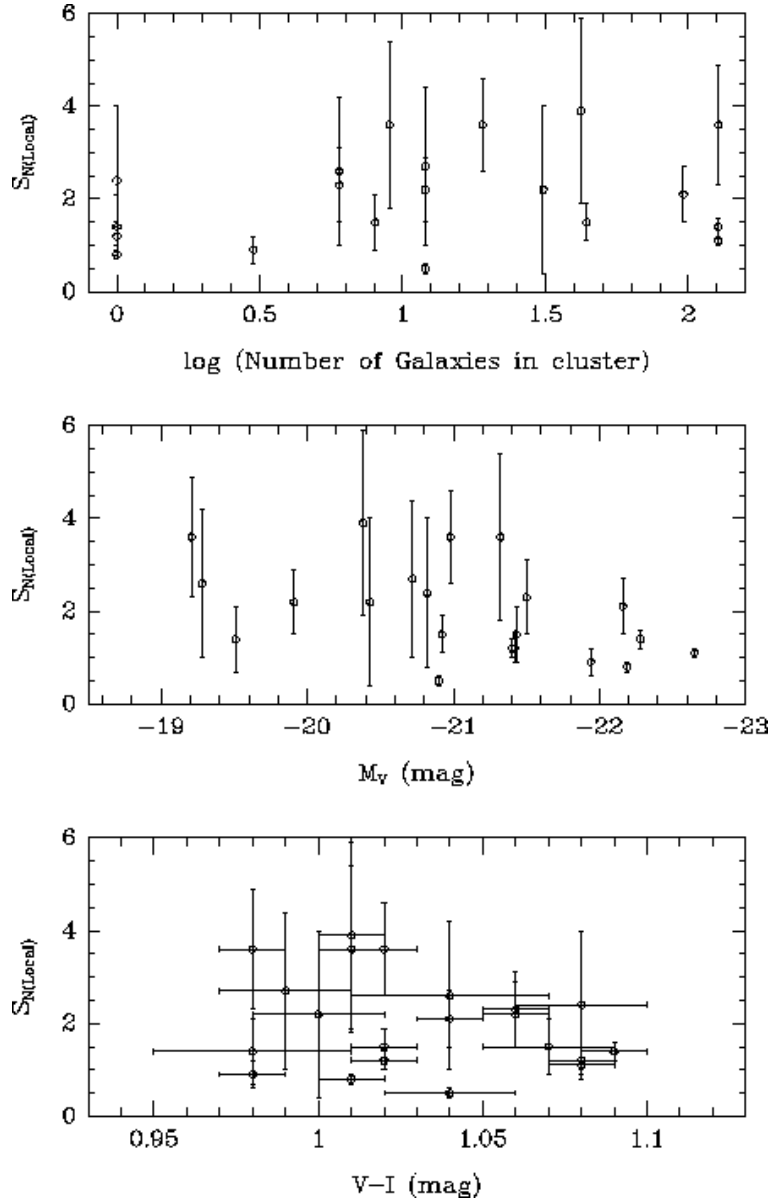 6
4
2
0
S_N(Local)
0 0.5 1 1.5 2
log (Number of Galaxies in cluster)
6
4
2
0
S_N(Local)
−19 −20 −21 −22 −23
M_V (mag)
6
4
2
0
S_N(Local)
0.95 1 1.05 1.1
V−I (mag)